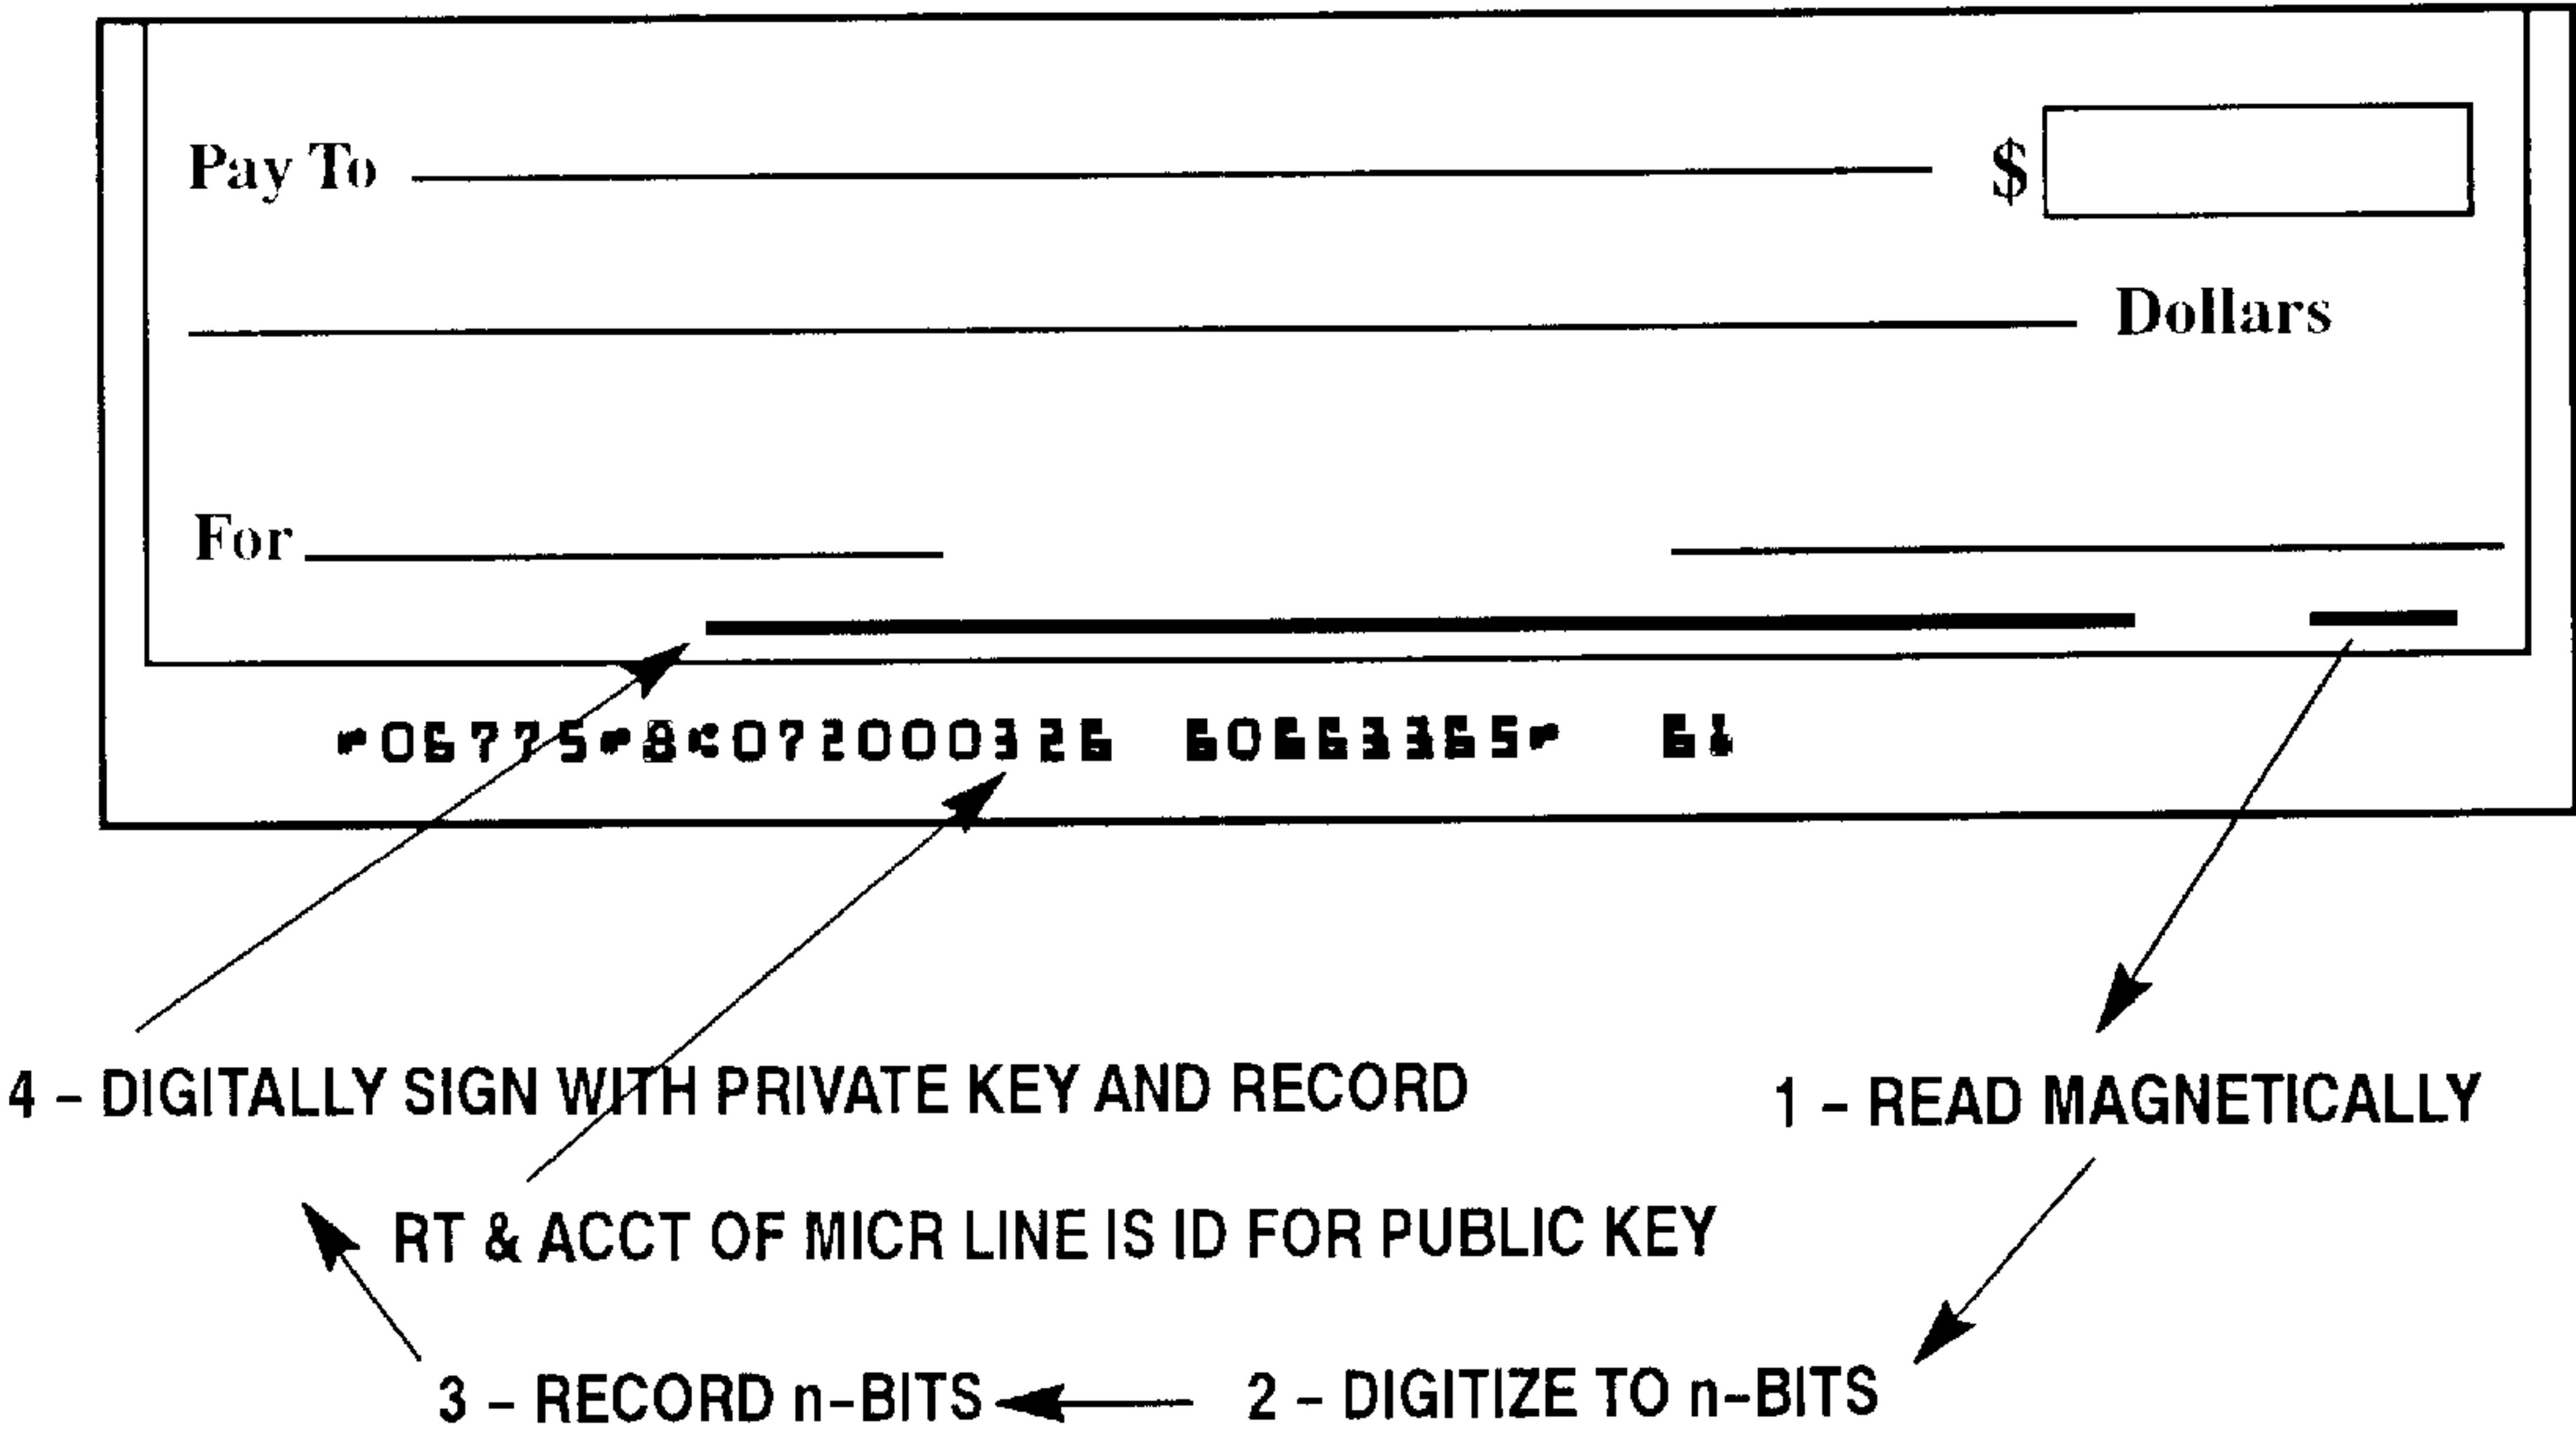 Pay To $
Dollars
For
⑈06775⑈8⑆072000326 60663365⑈ 61
4 – DIGITALLY SIGN WITH PRIVATE KEY AND RECORD
1 – READ MAGNETICALLY
RT & ACCT OF MICR LINE IS ID FOR PUBLIC KEY
3 – RECORD n–BITS
2 – DIGITIZE TO n–BITS